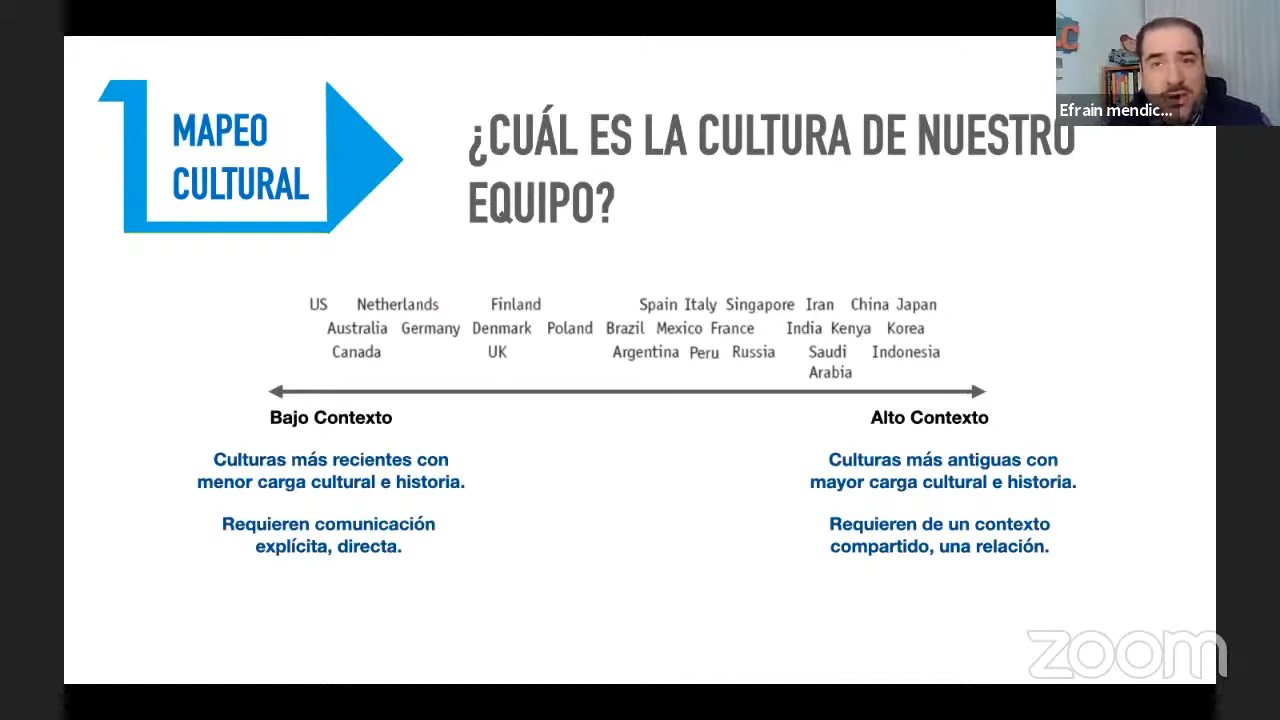 MAPEO
CULTURAL
¿CUÁL ES LA CULTURA DE NUESTRO
EQUIPO?
Efrain mendic...
US Netherlands Finland Spain Italy Singapore Iran China Japan
Australia Germany Denmark Poland Brazil Mexico France India Kenya Korea
Canada UK Argentina Peru Russia Saudi Indonesia
Arabia
Bajo Contexto Alto Contexto
Culturas más recientes con
menor carga cultural e historia.
Requieren comunicación
explícita, directa.
Culturas más antiguas con
mayor carga cultural e historia.
Requieren de un contexto
compartido, una relación.
zoom